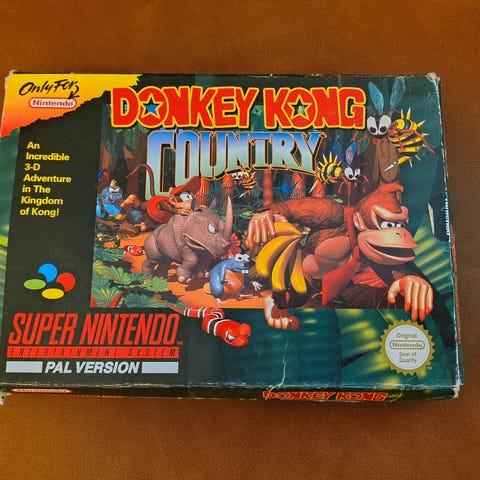 Only For
Nintendo
DONKEY KONG
COUNTRY
An
Incredible
3-D
Adventure
in The
Kingdom
of Kong!
SUPER NINTENDO
ENTERTAINMENT SYSTEM
PAL VERSION
Original
Nintendo
Seal of
Quality
DONKEY KONG